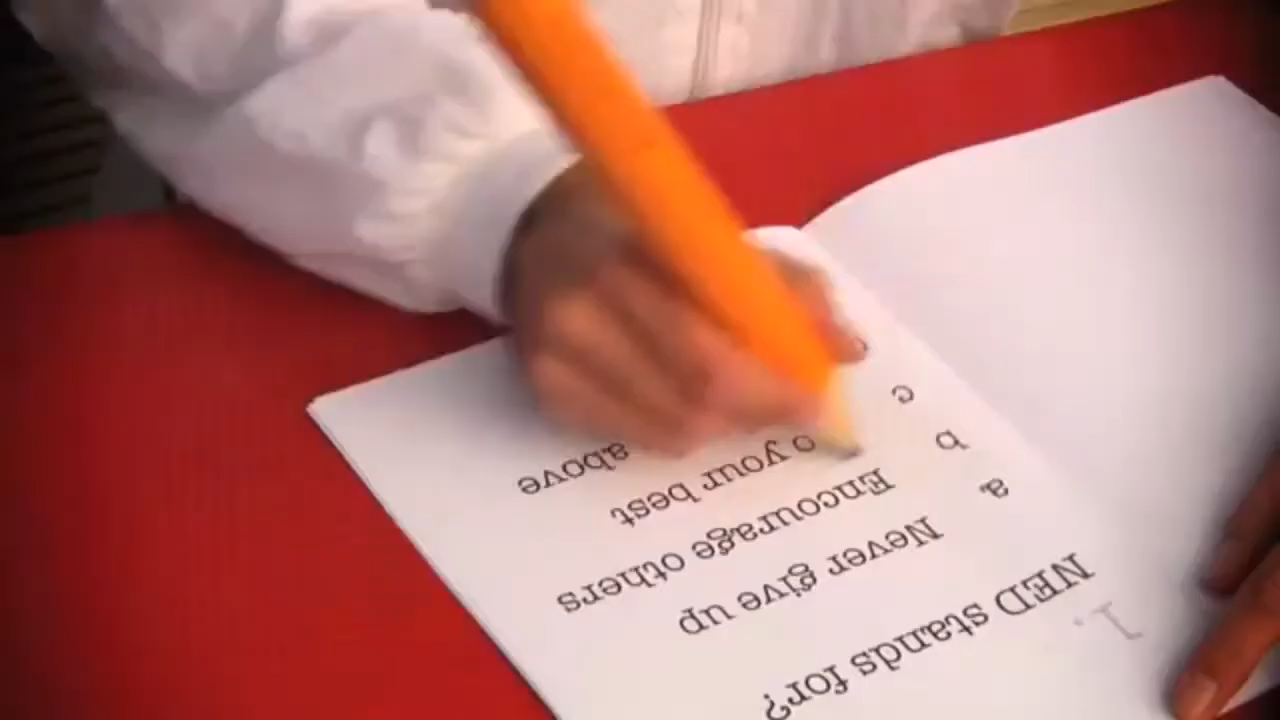 1. NED stands for?
a. Never give up
b Encourage others
c o your best
above